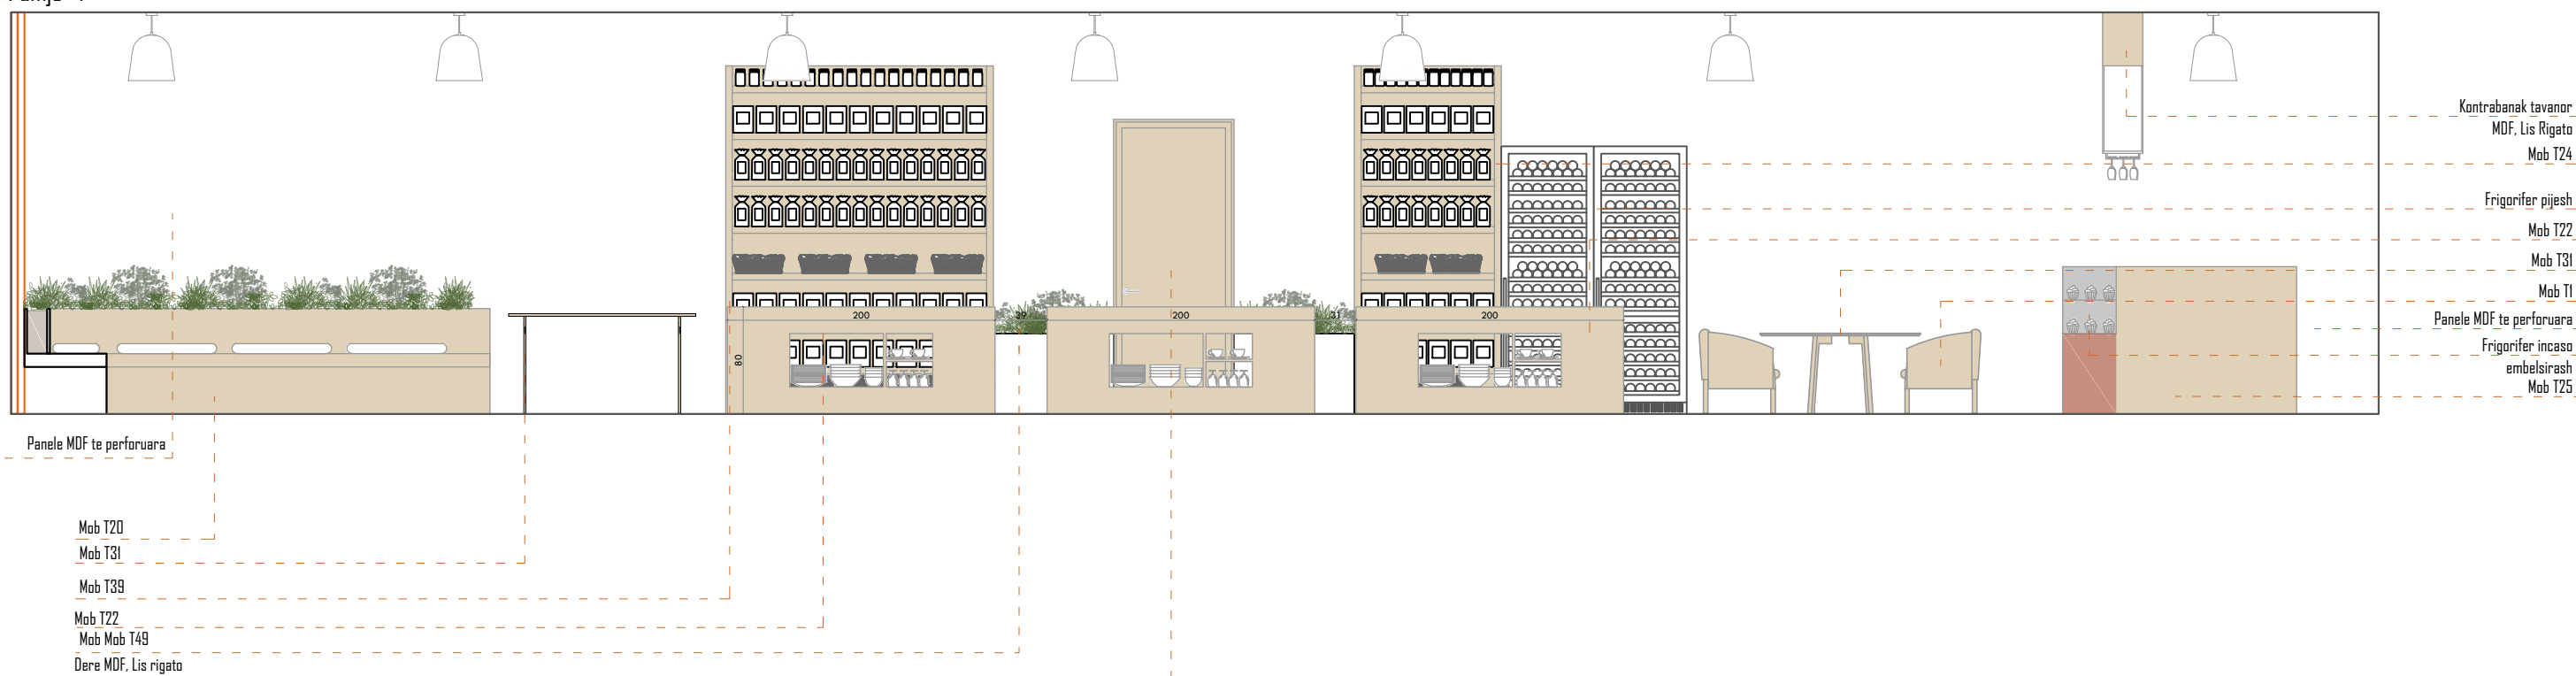 200
39
200
31
200
80
Kontrabanak tavanor
MDF, Lis Rigato
Mob T24
Frigorifer pijesh
Mob T22
Mob T31
Mob T1
Panele MDF te perforuara
Frigorifer incaso
embelsirash
Mob T25
Panele MDF te perforuara
Mob T20
Mob T31
Mob T39
Mob T22
Mob Mob T49
Dere MDF, Lis rigato